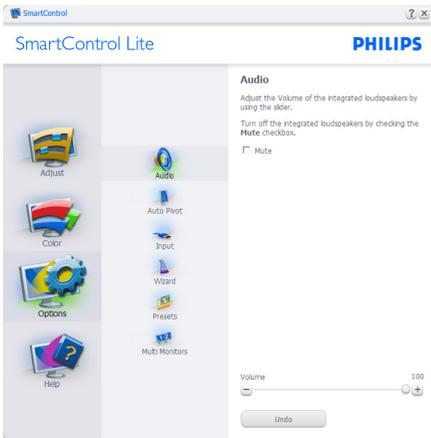 SmartControl
SmartControl Lite
PHILIPS
Adjust
Color
Options
Help
Audio
Auto Pivot
Input
Wizard
Presets
Multi Monitors
Audio
Adjust the Volume of the integrated loudspeakers by
using the slider.
Turn off the integrated loudspeakers by checking the
Mute checkbox.
Mute
Volume 100
Undo